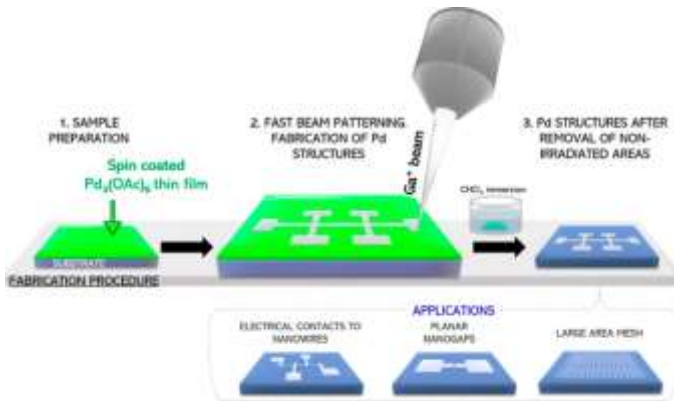 1. SAMPLE
PREPARATION
2. FAST BEAM PATTERNING.
FABRICATION OF Pd
STRUCTURES
3. Pd STRUCTURES AFTER
REMOVAL OF NON-
IRRADIATED AREAS
Spin coated
Pd₃(OAc)₆ thin film
Ga⁺ beam
CHCl₃ immersion
SUBSTRATE
FABRICATION PROCEDURE
APPLICATIONS
ELECTRICAL CONTACTS TO
NANOWIRES
PLANAR
NANOGAPS
LARGE AREA MESH